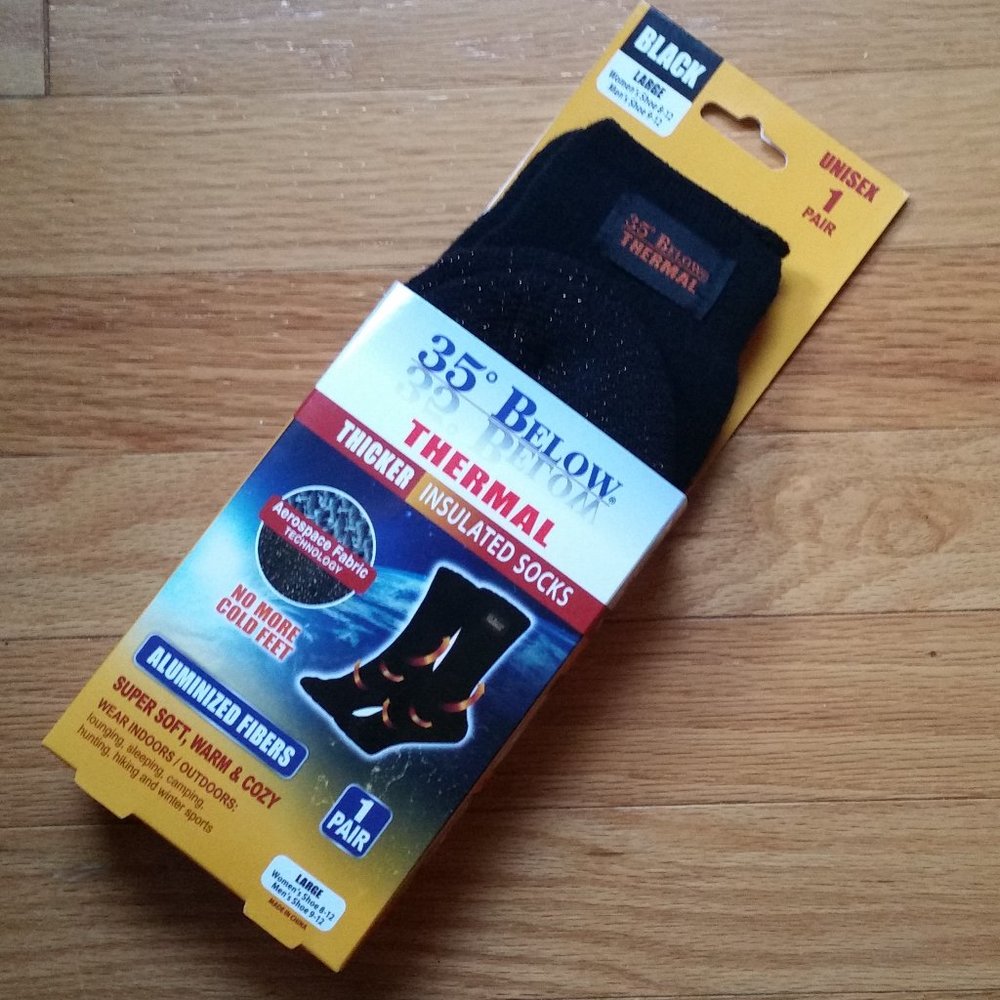 BLACK
LARGE
Women's Shoe 8-12
Men's Shoe 9-12
UNISEX
1
PAIR
35° BELOW®
THERMAL
35° BELOW®
THERMAL
THICKER INSULATED SOCKS
Aerospace Fabric
TECHNOLOGY
NO MORE
COLD FEET
ALUMINIZED FIBERS
SUPER SOFT, WARM & COZY
WEAR INDOORS / OUTDOORS:
lounging, sleeping, camping,
hunting, hiking and winter sports
1
PAIR
LARGE
Women's Shoe 8-12
Men's Shoe 9-12
MADE IN CHINA